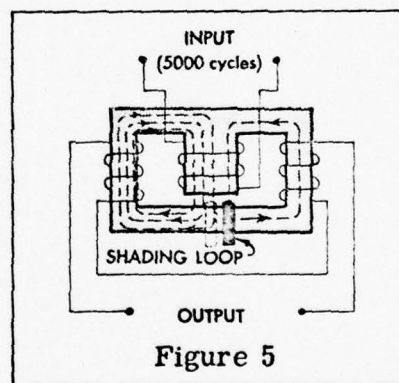 INPUT
(5000 cycles)
SHADING LOOP
OUTPUT
Figure 5